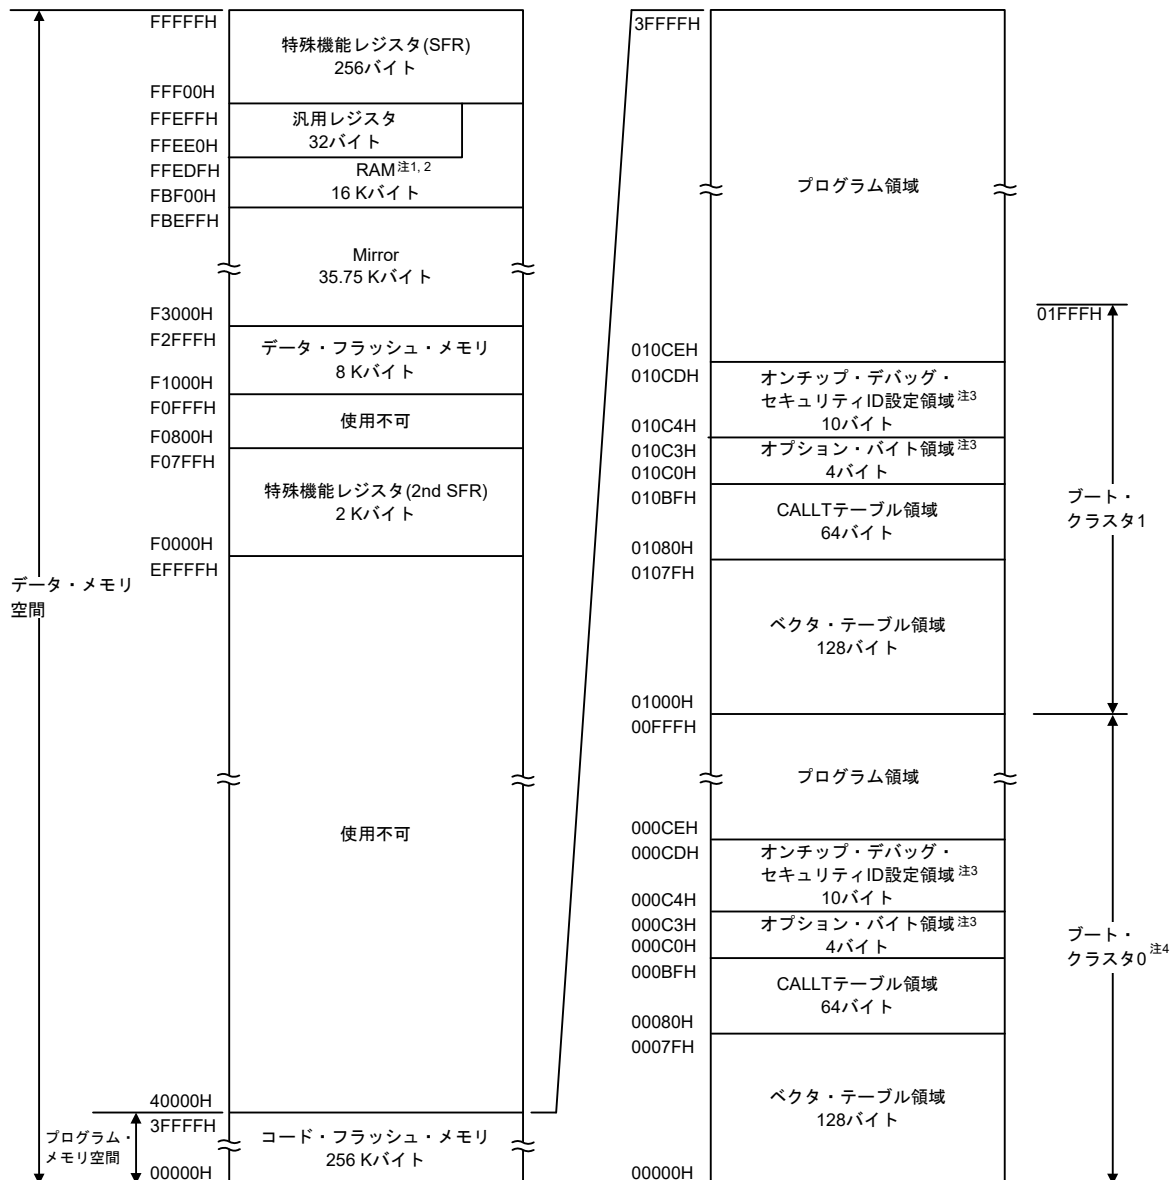 FFFFFH
特殊機能レジスタ(SFR)
256バイト
FFF00H
FFEFFH
汎用レジスタ
32バイト
FFEE0H
FFEDFH
RAM注1, 2
16 Kバイト
FBF00H
FBEFFH
Mirror
35.75 Kバイト
F3000H
F2FFFH
データ・フラッシュ・メモリ
8 Kバイト
F1000H
F0FFFH
使用不可
F0800H
F07FFH
特殊機能レジスタ(2nd SFR)
2 Kバイト
F0000H
EFFFFH
データ・メモリ
空間
使用不可
40000H
3FFFFH
プログラム・
メモリ空間
コード・フラッシュ・メモリ
256 Kバイト
00000H
3FFFFH
プログラム領域
01FFFH
010CEH
010CDH
オンチップ・デバッグ・
セキュリティID設定領域注3
10バイト
010C4H
010C3H
オプション・バイト領域注3
4バイト
010C0H
010BFH
CALLTテーブル領域
64バイト
ブート・
クラスタ1
01080H
0107FH
ベクタ・テーブル領域
128バイト
01000H
00FFFH
プログラム領域
000CEH
000CDH
オンチップ・デバッグ・
セキュリティID設定領域注3
10バイト
000C4H
000C3H
オプション・バイト領域注3
4バイト
000C0H
ブート・
クラスタ0注4
000BFH
CALLTテーブル領域
64バイト
00080H
0007FH
ベクタ・テーブル領域
128バイト
00000H